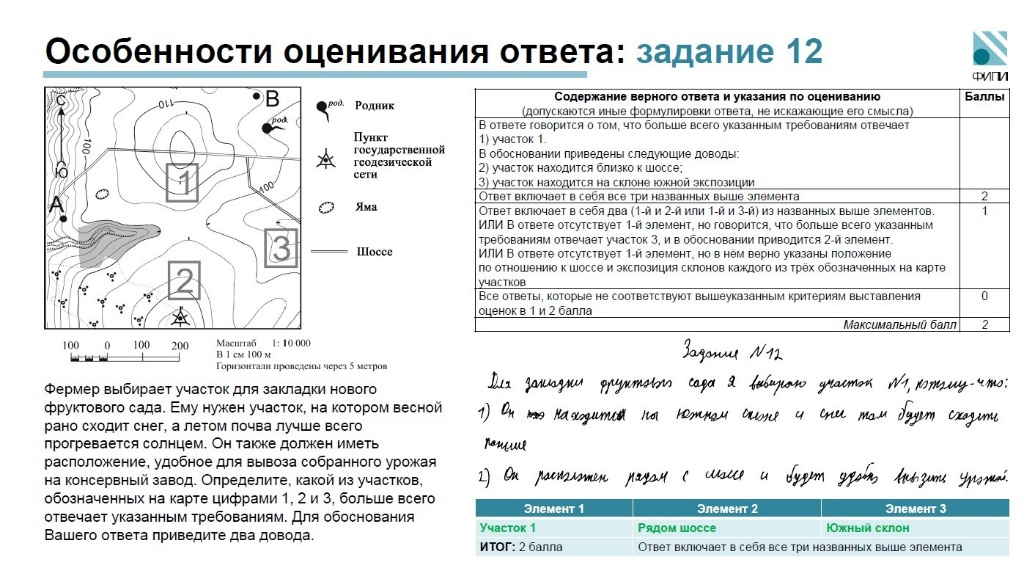 Особенности оценивания ответа: задание 12
ФИПИ
110
В
С
род.
100
1
100
Ю
А
3
2
род. Родник
Пункт
государственной
геодезической
сети
Яма
Шоссе
100 0 100 200
Масштаб 1: 10 000
В 1 см 100 м
Горизонтали проведены через 5 метров
Фермер выбирает участок для закладки нового
фруктового сада. Ему нужен участок, на котором весной
рано сходит снег, а летом почва лучше всего
прогревается солнцем. Он также должен иметь
расположение, удобное для вывоза собранного урожая
на консервный завод. Определите, какой из участков,
обозначенных на карте цифрами 1, 2 и 3, больше всего
отвечает указанным требованиям. Для обоснования
Вашего ответа приведите два довода.
Содержание верного ответа и указания по оцениванию Баллы
(допускаются иные формулировки ответа, не искажающие его смысла)
В ответе говорится о том, что больше всего указанным требованиям отвечает
1) участок 1.
В обосновании приведены следующие доводы:
2) участок находится близко к шоссе;
3) участок находится на склоне южной экспозиции
Ответ включает в себя все три названных выше элемента 2
Ответ включает в себя два (1-й и 2-й или 1-й и 3-й) из названных выше элементов. 1
ИЛИ В ответе отсутствует 1-й элемент, но говорится, что больше всего указанным
требованиям отвечает участок 3, и в обосновании приводится 2-й элемент.
ИЛИ В ответе отсутствует 1-й элемент, но в нём верно указаны положение
по отношению к шоссе и экспозиция склонов каждого из трёх обозначенных на карте
участков
Все ответы, которые не соответствуют вышеуказанным критериям выставления 0
оценок в 1 и 2 балла
Максимальный балл 2
Задание N12
Для закладки фруктового сада я выбираю участок N1, потому-что:
1) Он находится на южном склоне и снег там будет сходить
раньше
2) Он расположен рядом с шоссе и будет удобно вывозить урожай.
Элемент 1 Элемент 2 Элемент 3
Участок 1 Рядом шоссе Южный склон
ИТОГ: 2 балла Ответ включает в себя все три названных выше элемента